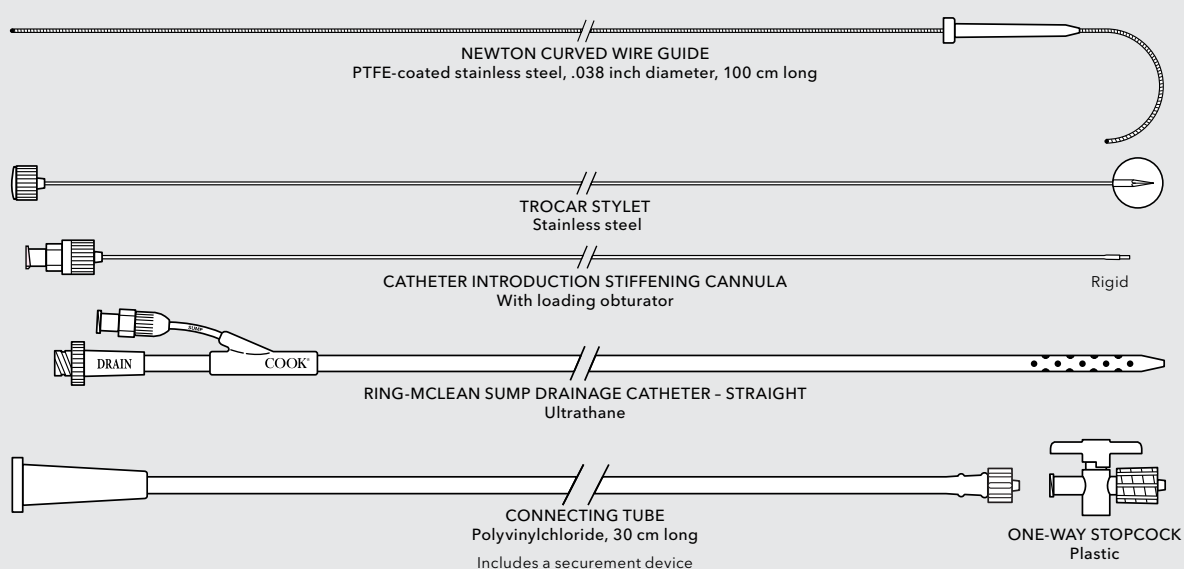 NEWTON CURVED WIRE GUIDE
PTFE-coated stainless steel, .038 inch diameter, 100 cm long
TROCAR STYLET
Stainless steel
CATHETER INTRODUCTION STIFFENING CANNULA
With loading obturator
Rigid
SUMP
DRAIN
COOK®
RING-MCLEAN SUMP DRAINAGE CATHETER – STRAIGHT
Ultrathane
CONNECTING TUBE
Polyvinylchloride, 30 cm long
Includes a securement device
ONE-WAY STOPCOCK
Plastic